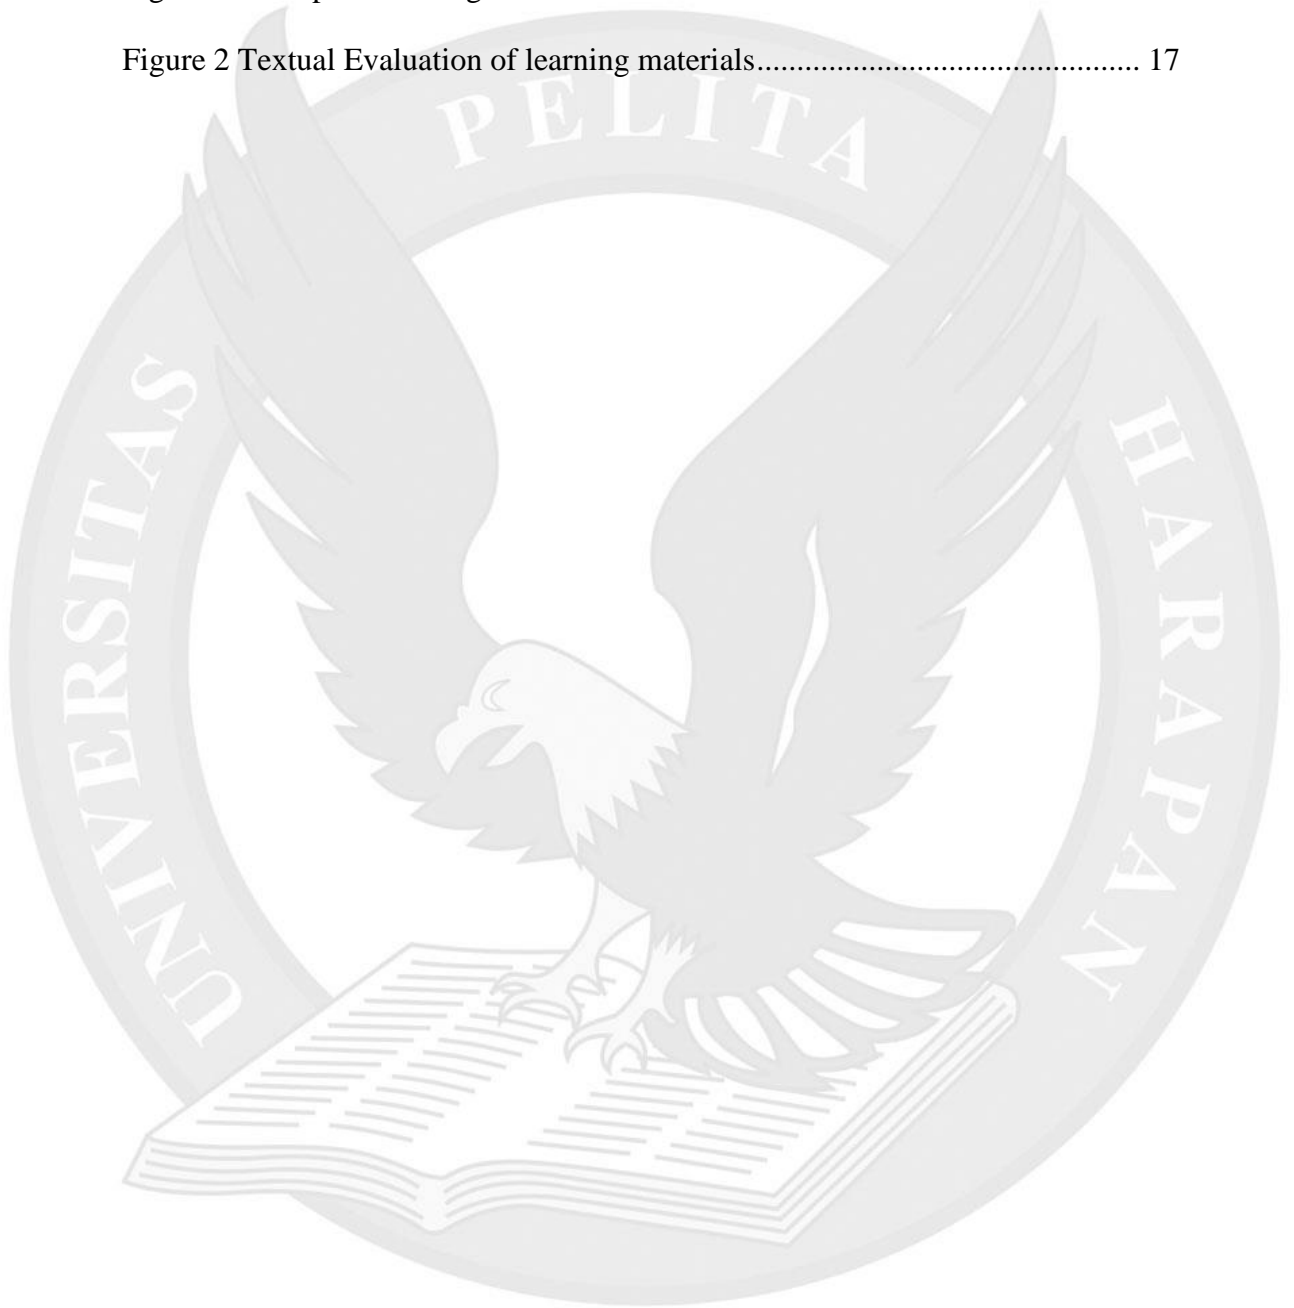 Figure 2 Textual Evaluation of learning materials................................................ 17
PELITA
UNIVERSITAS
HARAPAN